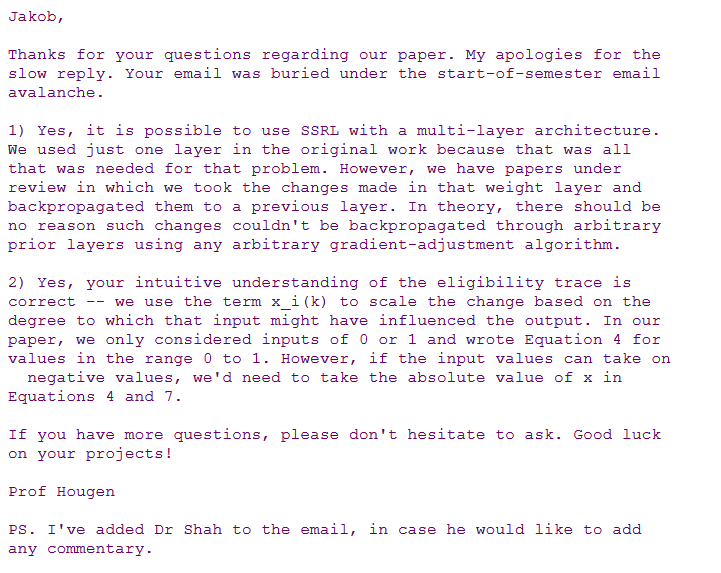 Jakob,
Thanks for your questions regarding our paper. My apologies for the
slow reply. Your email was buried under the start-of-semester email
avalanche.
1) Yes, it is possible to use SSRL with a multi-layer architecture.
We used just one layer in the original work because that was all
that was needed for that problem. However, we have papers under
review in which we took the changes made in that weight layer and
backpropagated them to a previous layer. In theory, there should be
no reason such changes couldn't be backpropagated through arbitrary
prior layers using any arbitrary gradient-adjustment algorithm.
2) Yes, your intuitive understanding of the eligibility trace is
correct -- we use the term x_i(k) to scale the change based on the
degree to which that input might have influenced the output. In our
paper, we only considered inputs of 0 or 1 and wrote Equation 4 for
values in the range 0 to 1. However, if the input values can take on
negative values, we'd need to take the absolute value of x in
Equations 4 and 7.
If you have more questions, please don't hesitate to ask. Good luck
on your projects!
Prof Hougen
PS. I've added Dr Shah to the email, in case he would like to add
any commentary.